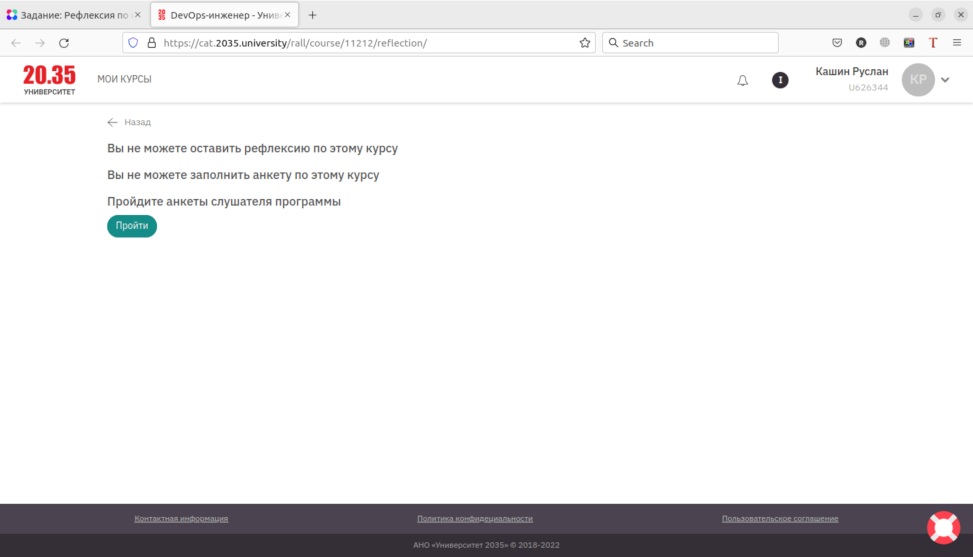 Задание: Рефлексия по
DevOps-инженер - Униве
https://cat.2035.university/rall/course/11212/reflection/
Search
20.35
УНИВЕРСИТЕТ
МОИ КУРСЫ
I
Кашин Руслан
U626344
КР
Назад
Вы не можете оставить рефлексию по этому курсу
Вы не можете заполнить анкету по этому курсу
Пройдите анкеты слушателя программы
Пройти
Контактная информация
Политика конфидециальности
Пользовательское соглашение
АНО «Университет 2035» © 2018-2022